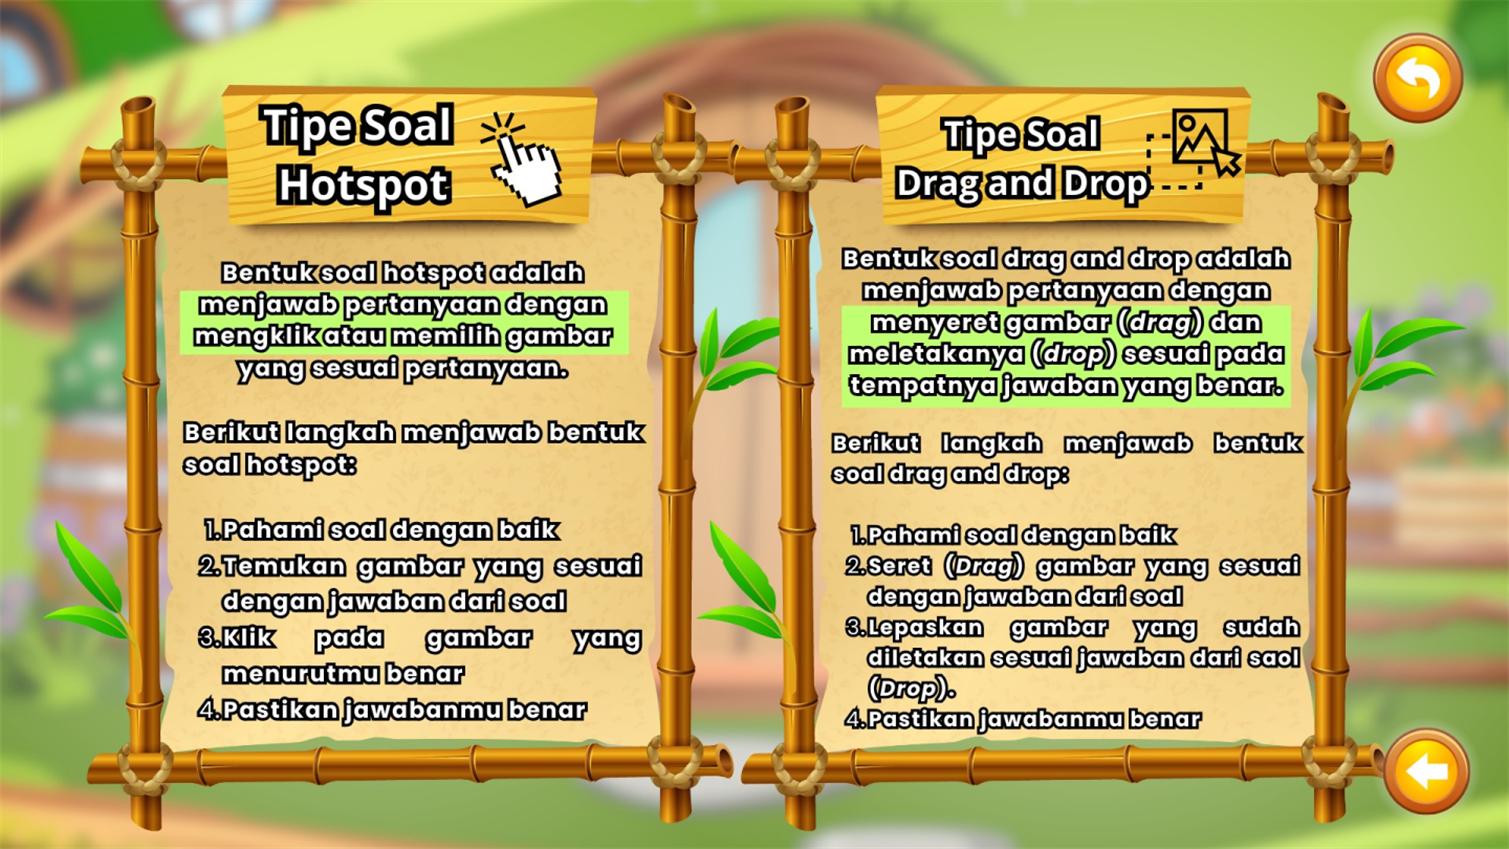 Tipe Soal
Hotspot
Bentuk soal hotspot adalah
menjawab pertanyaan dengan
mengklik atau memilih gambar
yang sesuai pertanyaan.
Berikut langkah menjawab bentuk
soal hotspot:
1.Pahami soal dengan baik
2.Temukan gambar yang sesuai
dengan jawaban dari soal
3.Klik pada gambar yang
menurutmu benar
4.Pastikan jawabanmu benar
Tipe Soal
Drag and Drop
Bentuk soal drag and drop adalah
menjawab pertanyaan dengan
menyeret gambar (drag) dan
meletakanya (drop) sesuai pada
tempatnya jawaban yang benar.
Berikut langkah menjawab bentuk
soal drag and drop:
1.Pahami soal dengan baik
2.Seret (Drag) gambar yang sesuai
dengan jawaban dari soal
3.Lepaskan gambar yang sudah
diletakan sesuai jawaban dari saol
(Drop).
4.Pastikan jawabanmu benar